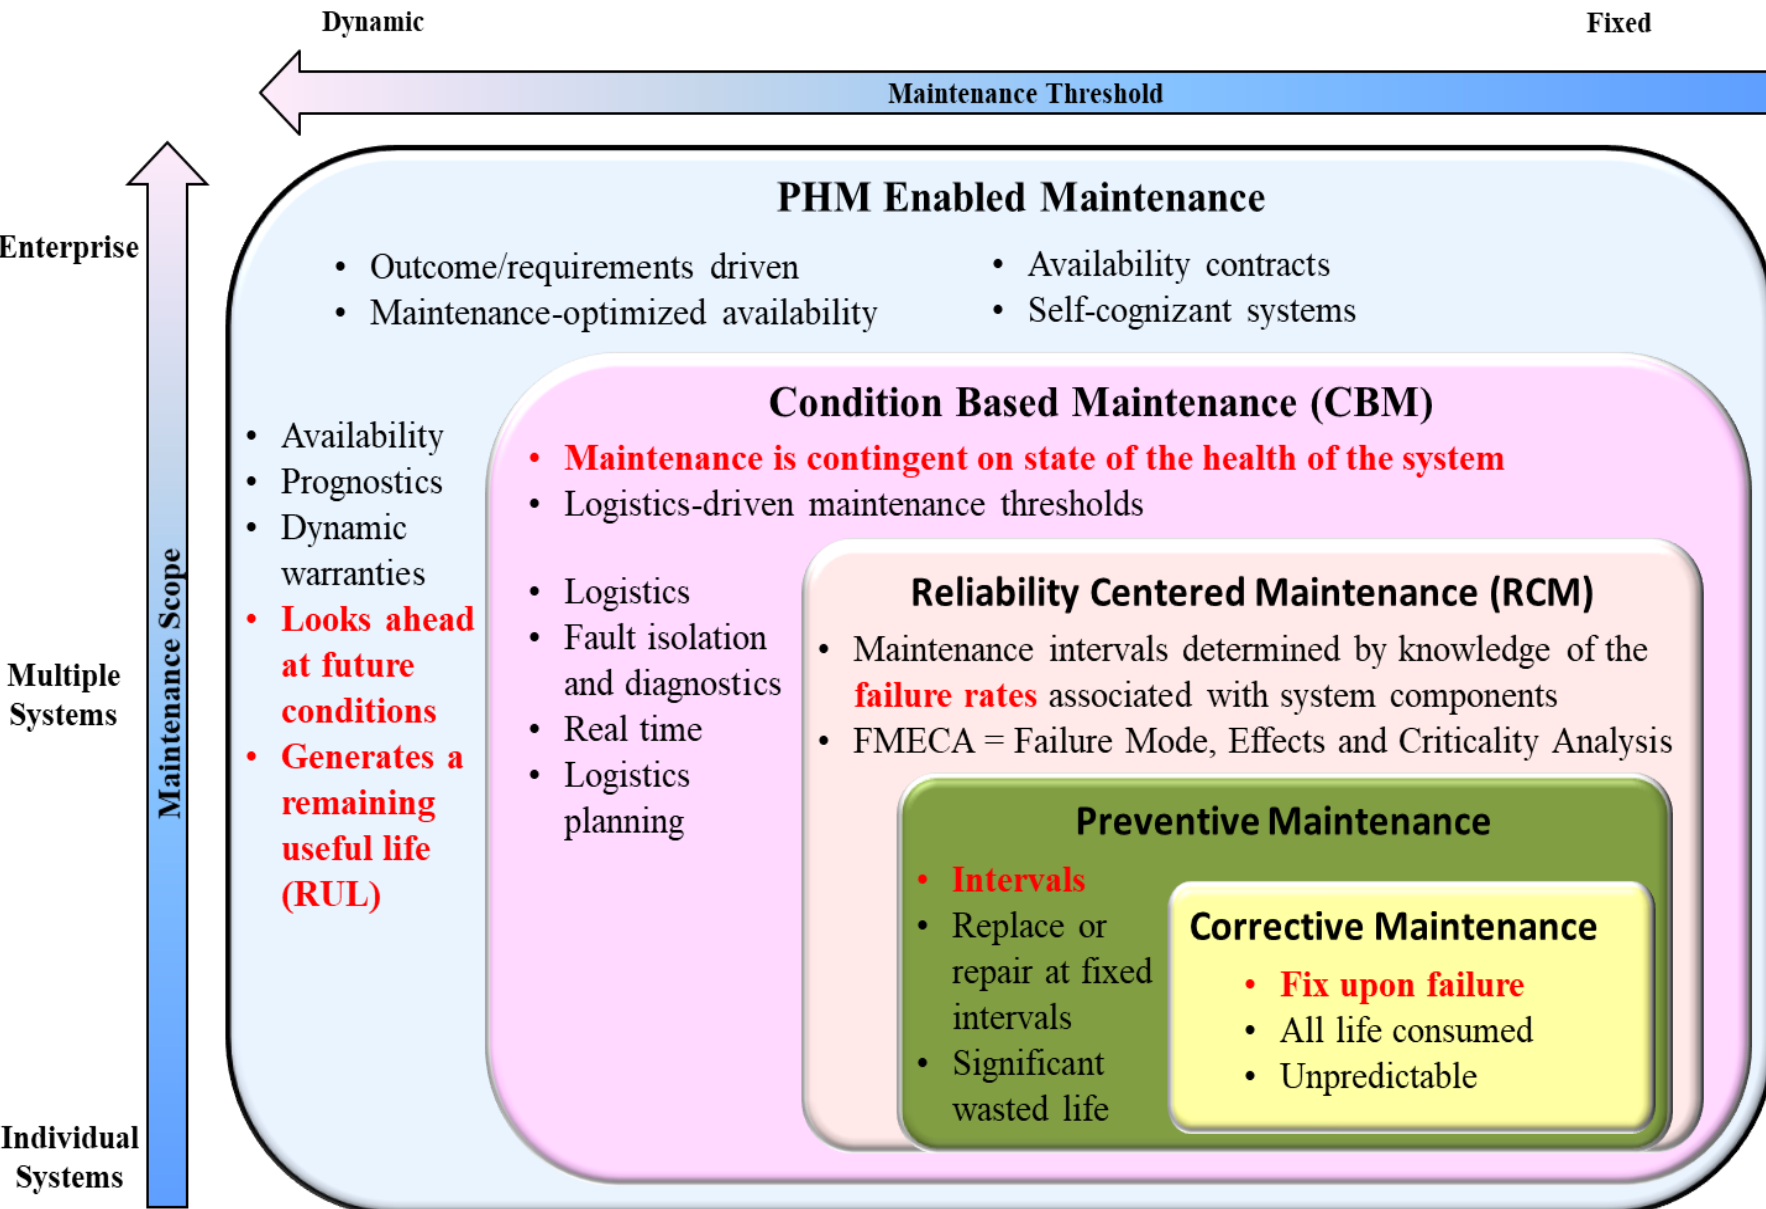 Dynamic
Fixed
Maintenance Threshold
Enterprise
Multiple
Systems
Individual
Systems
Maintenance Scope
PHM Enabled Maintenance
• Outcome/requirements driven
• Maintenance-optimized availability
• Availability contracts
• Self-cognizant systems
• Availability
• Prognostics
• Dynamic
warranties
• Looks ahead
at future
conditions
• Generates a
remaining
useful life
(RUL)
Condition Based Maintenance (CBM)
• Maintenance is contingent on state of the health of the system
• Logistics-driven maintenance thresholds
• Logistics
• Fault isolation
and diagnostics
• Real time
• Logistics
planning
Reliability Centered Maintenance (RCM)
• Maintenance intervals determined by knowledge of the
failure rates associated with system components
• FMECA = Failure Mode, Effects and Criticality Analysis
Preventive Maintenance
• Intervals
• Replace or
repair at fixed
intervals
• Significant
wasted life
Corrective Maintenance
• Fix upon failure
• All life consumed
• Unpredictable